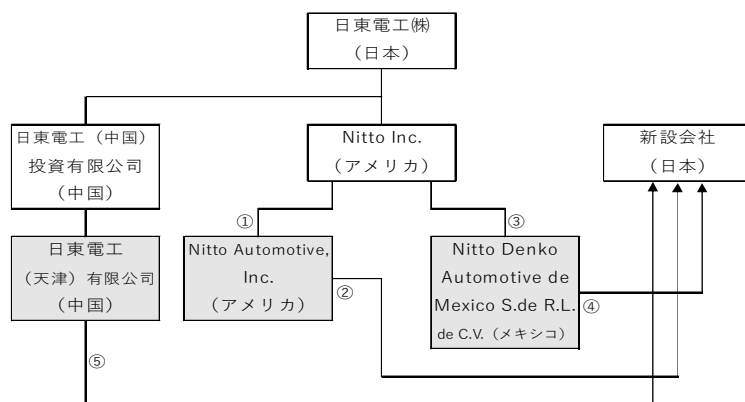 日東電工㈱
（日本）
日東電工（中国）
投資有限公司
（中国）
Nitto Inc.
（アメリカ）
新設会社
（日本）
①
③
日東電工
（天津）有限公司
（中国）
Nitto Automotive,
Inc.
（アメリカ）
②
Nitto Denko
Automotive de
Mexico S.de R.L.
de C.V.（メキシコ）
④
⑤